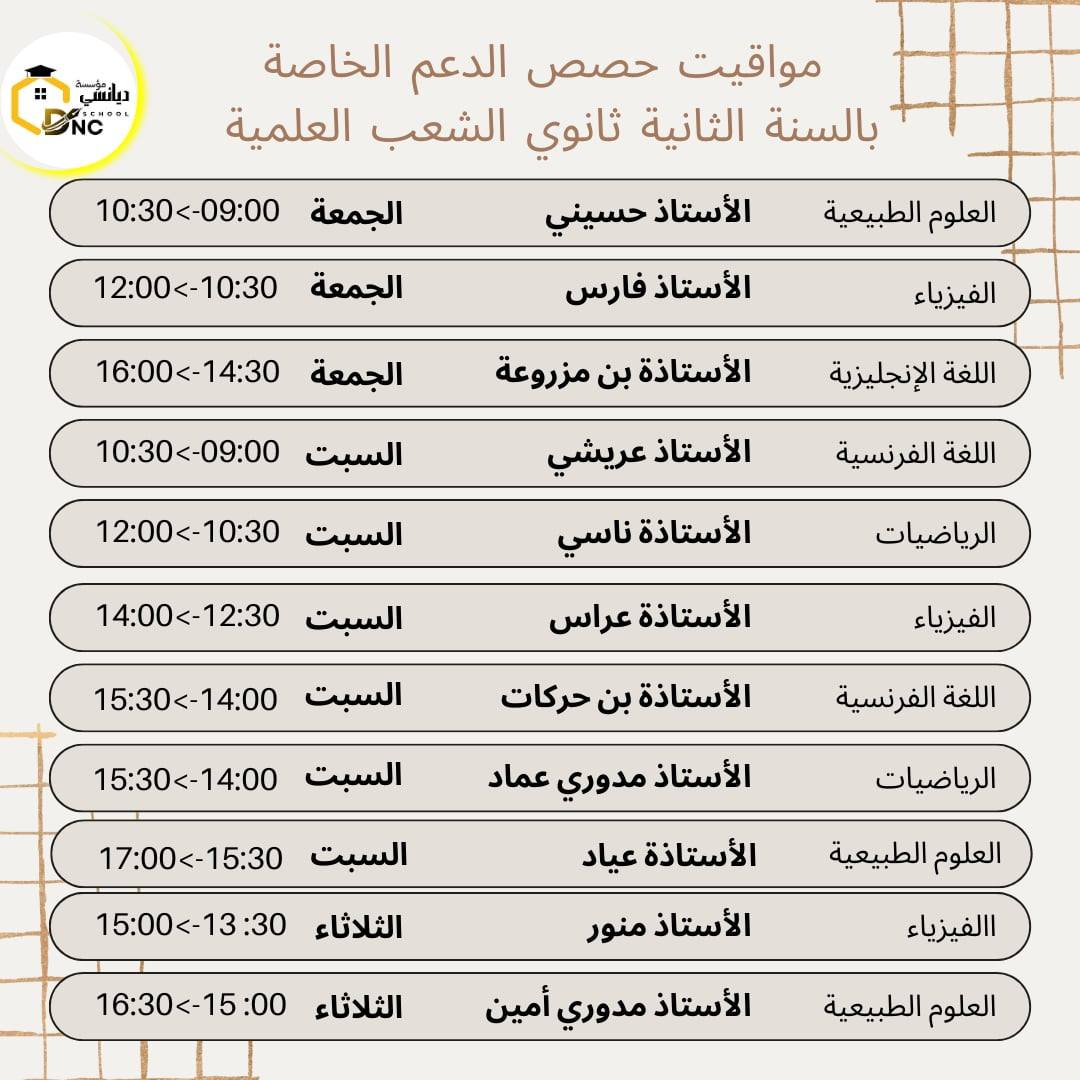 مؤسسة
ديانسي
SCHOOL
DNC
مواقيت حصص الدعم الخاصة
بالسنة الثانية ثانوي الشعب العلمية
العلوم الطبيعية الأستاذ حسيني الجمعة 09:00->10:30
الفيزياء الأستاذ فارس الجمعة 10:30->12:00
اللغة الإنجليزية الأستاذة بن مزروعة الجمعة 14:30->16:00
اللغة الفرنسية الأستاذ عريشي السبت 09:00->10:30
الرياضيات الأستاذة ناسي السبت 10:30->12:00
الفيزياء الأستاذة عراس السبت 12:30->14:00
اللغة الفرنسية الأستاذة بن حركات السبت 14:00->15:30
الرياضيات الأستاذ مدوري عماد السبت 14:00->15:30
العلوم الطبيعية الأستاذة عياد السبت 15:30->17:00
االفيزياء الأستاذ منور الثلاثاء 13 :30->15:00
العلوم الطبيعية الأستاذ مدوري أمين الثلاثاء 15 :00->16:30